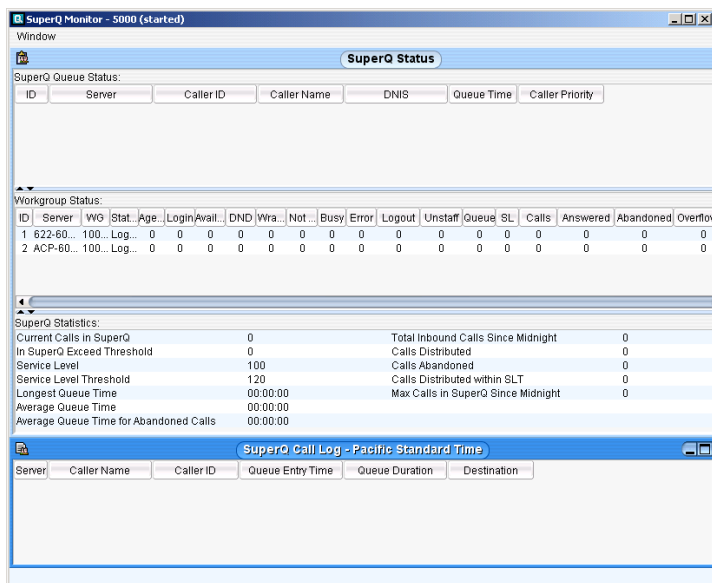 SuperQ Monitor - 5000 (started)
Window
SuperQ Status
SuperQ Queue Status:
ID Server Caller ID Caller Name DNIS Queue Time Caller Priority
Workgroup Status:
ID Server WG Stat... Age... Login Avail... DND Wra... Not ... Busy Error Logout Unstaff Queue SL Calls Answered Abandoned Overflov
1 622-60... 100... Log... 0 0 0 0 0 0 0 0 0 0 0 0 0 0 0 0
2 ACP-60... 100... Log... 0 0 0 0 0 0 0 0 0 0 0 0 0 0 0 0
SuperQ Statistics:
Current Calls in SuperQ 0 Total Inbound Calls Since Midnight 0
In SuperQ Exceed Threshold 0 Calls Distributed 0
Service Level 100 Calls Abandoned 0
Service Level Threshold 120 Calls Distributed within SLT 0
Longest Queue Time 00:00:00 Max Calls in SuperQ Since Midnight 0
Average Queue Time 00:00:00
Average Queue Time for Abandoned Calls 00:00:00
SuperQ Call Log - Pacific Standard Time
Server Caller Name Caller ID Queue Entry Time Queue Duration Destination